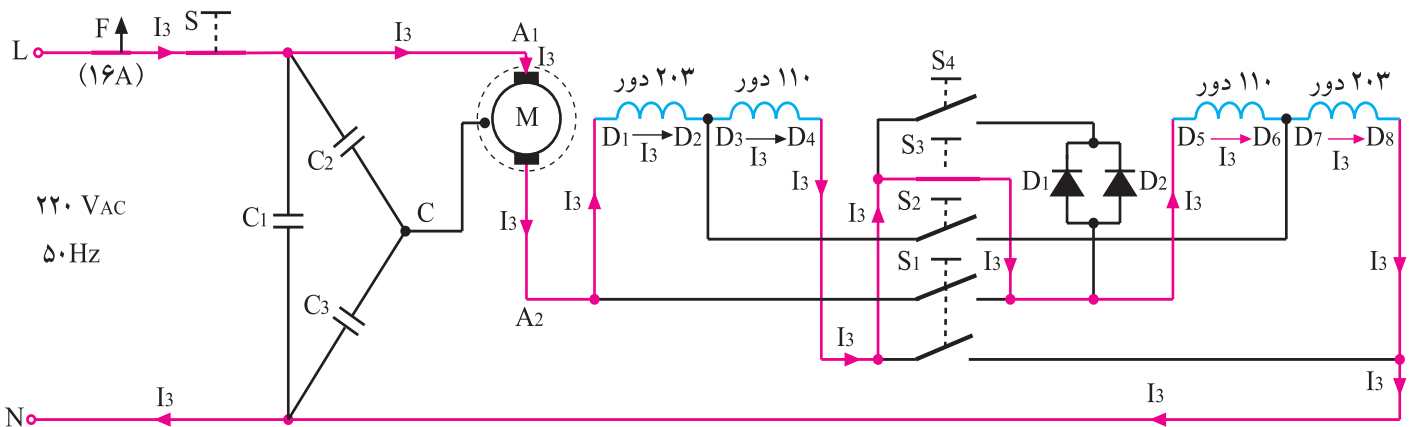 L F I3 S I3 A1 I3
(۱۶A)
M
۲۰۳ دور ۱۱۰ دور S4 ۱۱۰ دور ۲۰۳ دور
D1 D2 D3 D4 S3 D5 D6 D7 D8
I3 I3 I3 I3
C2 I3 D1 D2
۲۲۰ VAC C1 C I3 I3 S2 I3 I3
۵۰Hz S1 I3 I3
C3 A2
I3 I3
N I3 I3